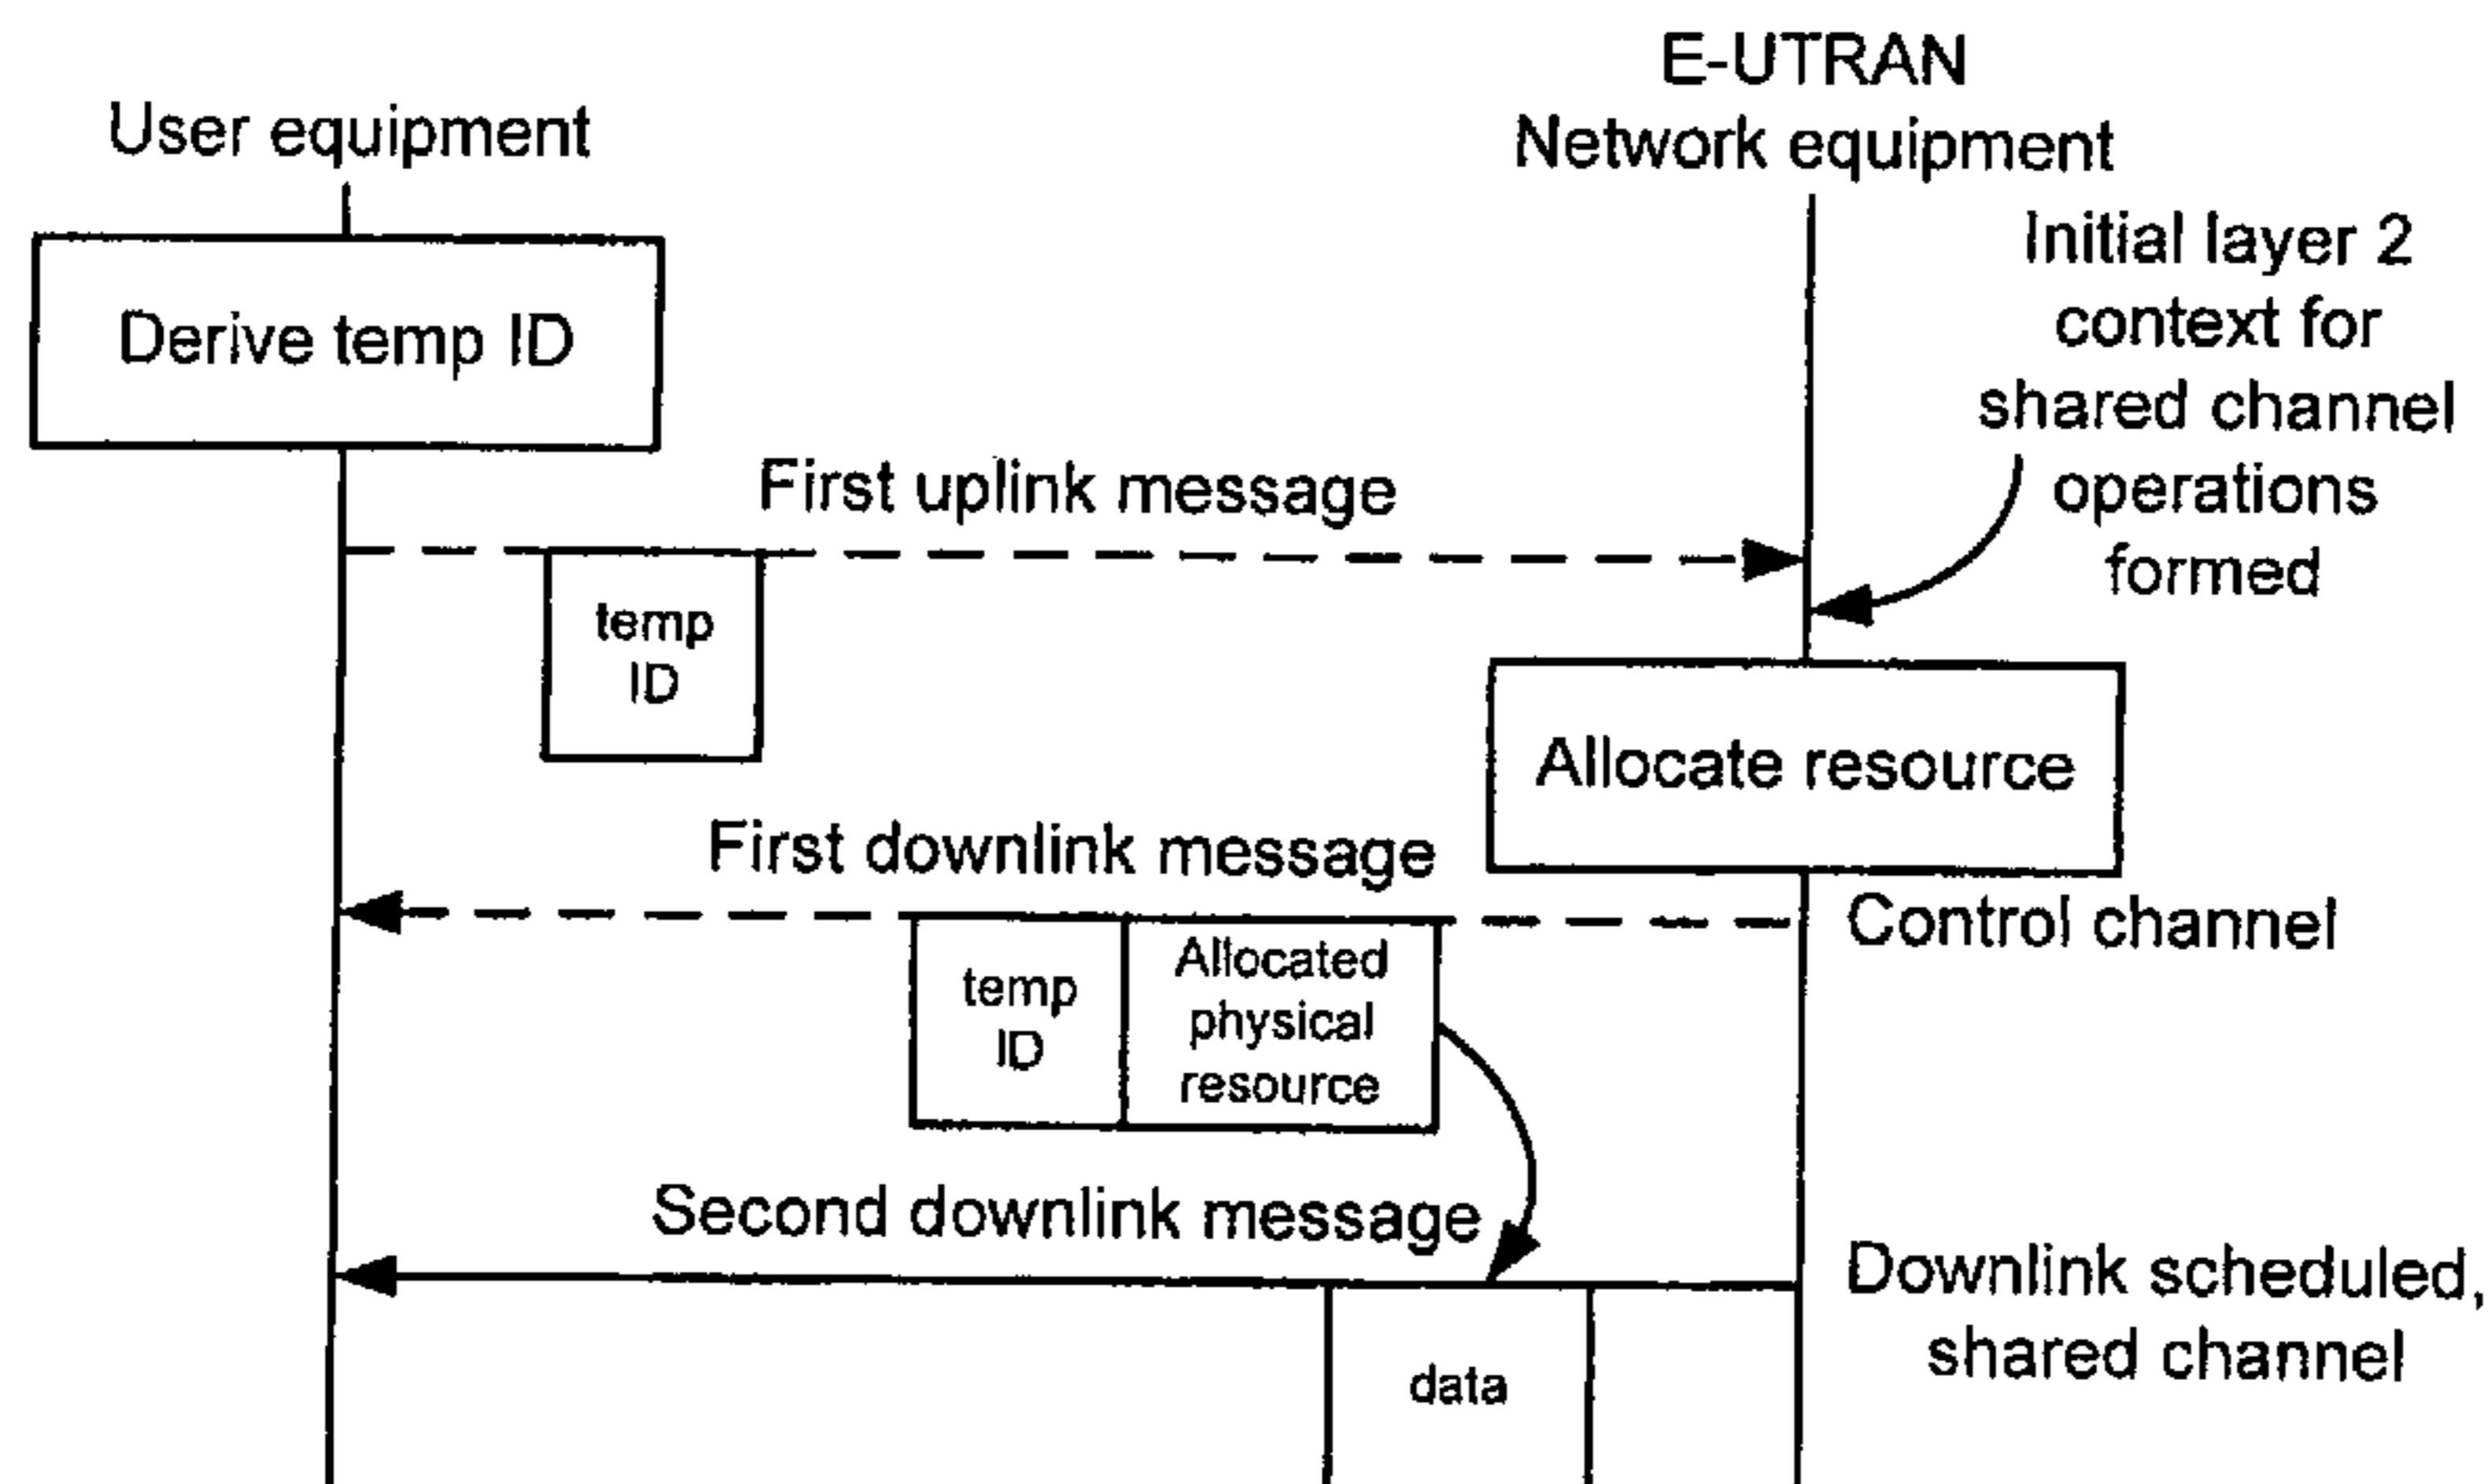 E-UTRAN
Network equipment
User equipment
Initial layer 2
context for
shared channel
operations
formed
Derive temp ID
First uplink message
temp
ID
Allocate resource
First downlink message
Control channel
temp
ID
Allocated
physical
resource
Second downlink message
Downlink scheduled,
shared channel
data